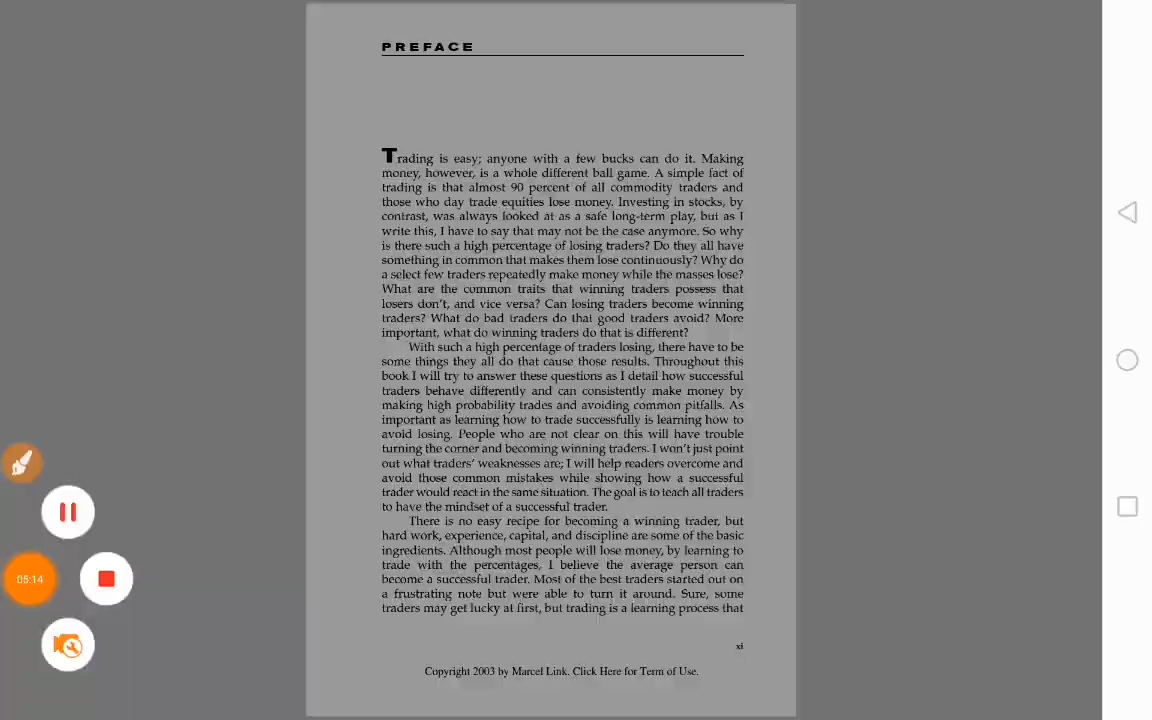 PREFACE
Trading is easy; anyone with a few bucks can do it. Making
money, however, is a whole different ball game. A simple fact of
trading is that almost 90 percent of all commodity traders and
those who day trade equities lose money. Investing in stocks, by
contrast, was always looked at as a safe long-term play, but as I
write this, I have to say that may not be the case anymore. So why
is there such a high percentage of losing traders? Do they all have
something in common that makes them lose continuously? Why do
a select few traders repeatedly make money while the masses lose?
What are the common traits that winning traders possess that
losers don't, and vice versa? Can losing traders become winning
traders? What do bad traders do that good traders avoid? More
important, what do winning traders do that is different?
With such a high percentage of traders losing, there have to be
some things they all do that cause those results. Throughout this
book I will try to answer these questions as I detail how successful
traders behave differently and can consistently make money by
making high probability trades and avoiding common pitfalls. As
important as learning how to trade successfully is learning how to
avoid losing. People who are not clear on this will have trouble
turning the corner and becoming winning traders. I won't just point
out what traders' weaknesses are; I will help readers overcome and
avoid those common mistakes while showing how a successful
trader would react in the same situation. The goal is to teach all traders
to have the mindset of a successful trader.
There is no easy recipe for becoming a winning trader, but
hard work, experience, capital, and discipline are some of the basic
ingredients. Although most people will lose money, by learning to
trade with the percentages, I believe the average person can
become a successful trader. Most of the best traders started out on
a frustrating note but were able to turn it around. Sure, some
traders may get lucky at first, but trading is a learning process that
xi
Copyright 2003 by Marcel Link. Click Here for Term of Use.
05:14